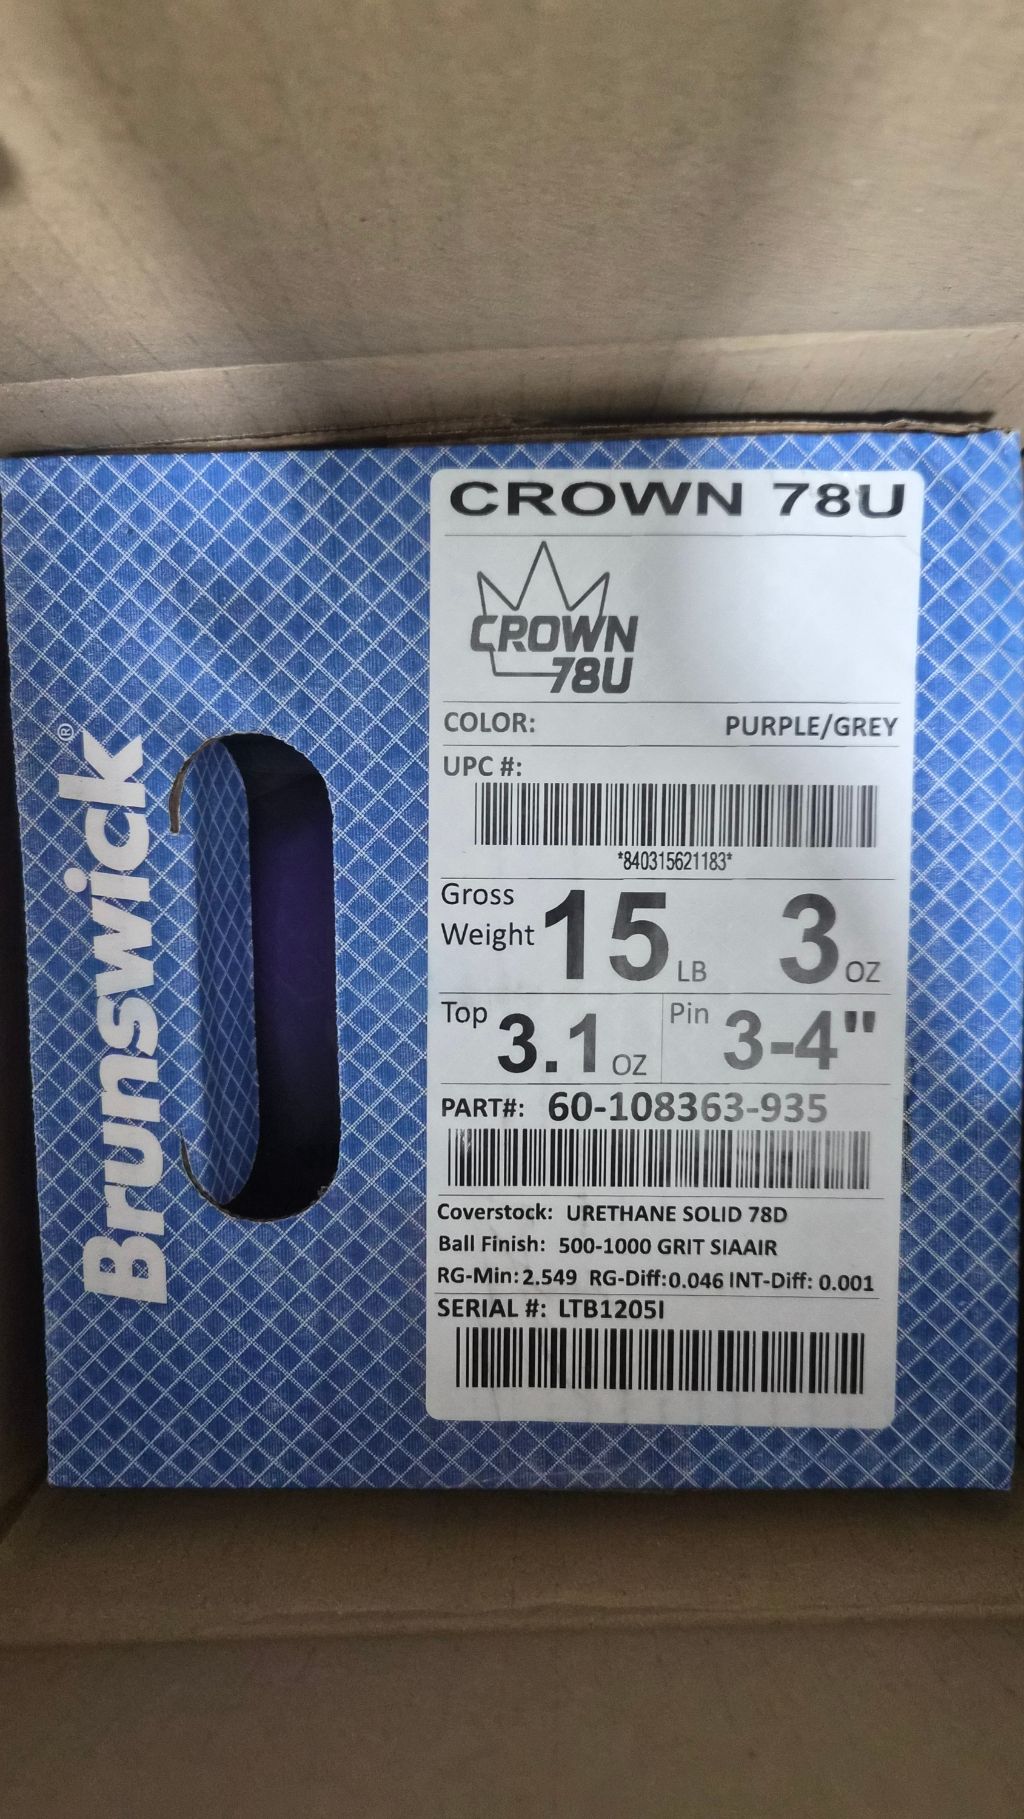 Brunswick®
CROWN 78U
CROWN
78U
COLOR: PURPLE/GREY
UPC #:
*840315621183*
Gross Weight 15 LB 3 OZ
Top 3.1 OZ Pin 3-4"
PART#: 60-108363-935
Coverstock: URETHANE SOLID 78D
Ball Finish: 500-1000 GRIT SIAAIR
RG-Min: 2.549 RG-Diff: 0.046 INT-Diff: 0.001
SERIAL #: LTB1205I